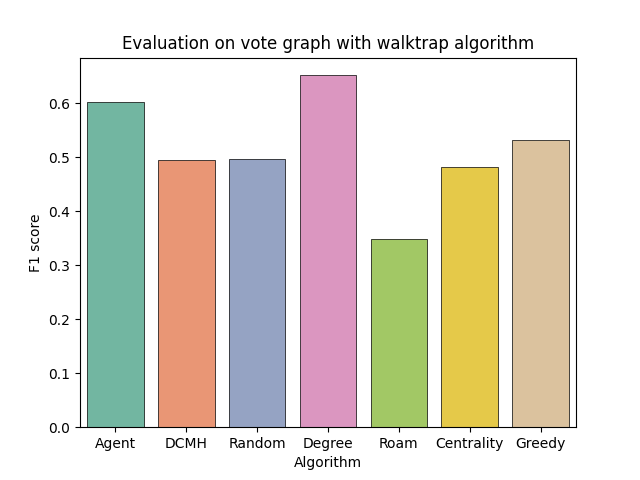 Evaluation on vote graph with walktrap algorithm
F1 score
0.6
0.5
0.4
0.3
0.2
0.1
0.0
Agent DCMH Random Degree Roam Centrality Greedy
Algorithm